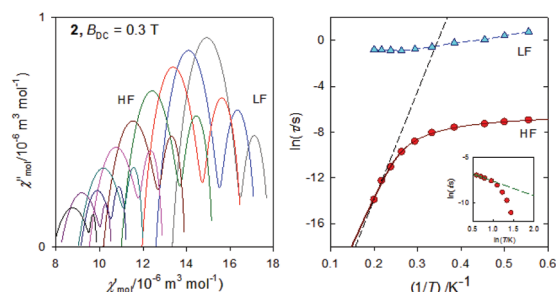 2, B_DC = 0.3 T
HF
LF
1
0
χ''mol/10⁻⁶ m³ mol⁻¹)
8 10 12 14 16 18
χ'mol/10⁻⁶ m³ mol⁻¹)
LF
HF
0
-4
-8
-12
-16
ln(τ/s)
0.1 0.2 0.3 0.4 0.5 0.6
(1/T) /K⁻¹
-5
-10
ln(τ/s)
0.5 1.0 1.5 2.0
ln(T/K)